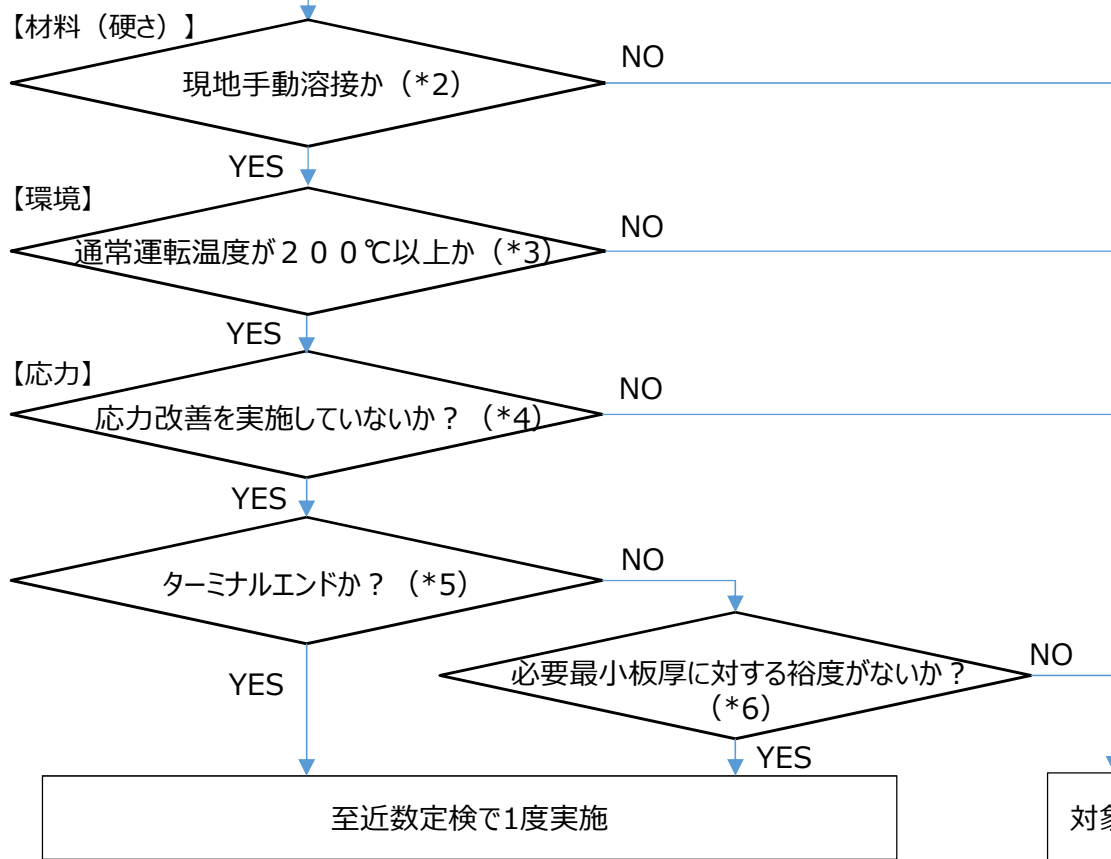 【材料（硬さ）】
現地手動溶接か（*2）
NO
YES
【環境】
通常運転温度が２００℃以上か（*3）
NO
YES
【応力】
応力改善を実施していないか？（*4）
NO
YES
ターミナルエンドか？（*5）
NO
YES
必要最小板厚に対する裕度がないか？
（*6）
NO
YES
至近数定検で1度実施
対象